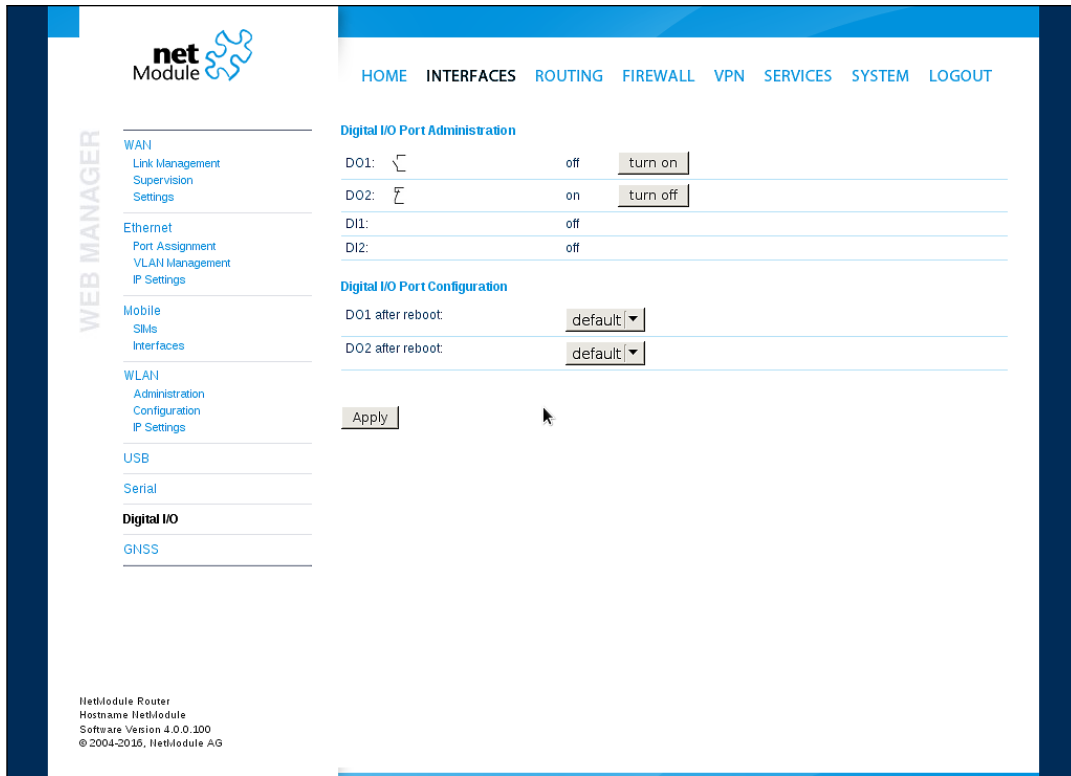 net
Module
HOME INTERFACES ROUTING FIREWALL VPN SERVICES SYSTEM LOGOUT
WEB MANAGER
WAN
Link Management
Supervision
Settings
Ethernet
Port Assignment
VLAN Management
IP Settings
Mobile
SIMs
Interfaces
WLAN
Administration
Configuration
IP Settings
USB
Serial
Digital I/O
GNSS
Digital I/O Port Administration
DO1: off turn on
DO2: on turn off
DI1: off
DI2: off
Digital I/O Port Configuration
DO1 after reboot: default
DO2 after reboot: default
Apply
NetModule Router
Hostname NetModule
Software Version 4.0.0.100
© 2004-2016, NetModule AG